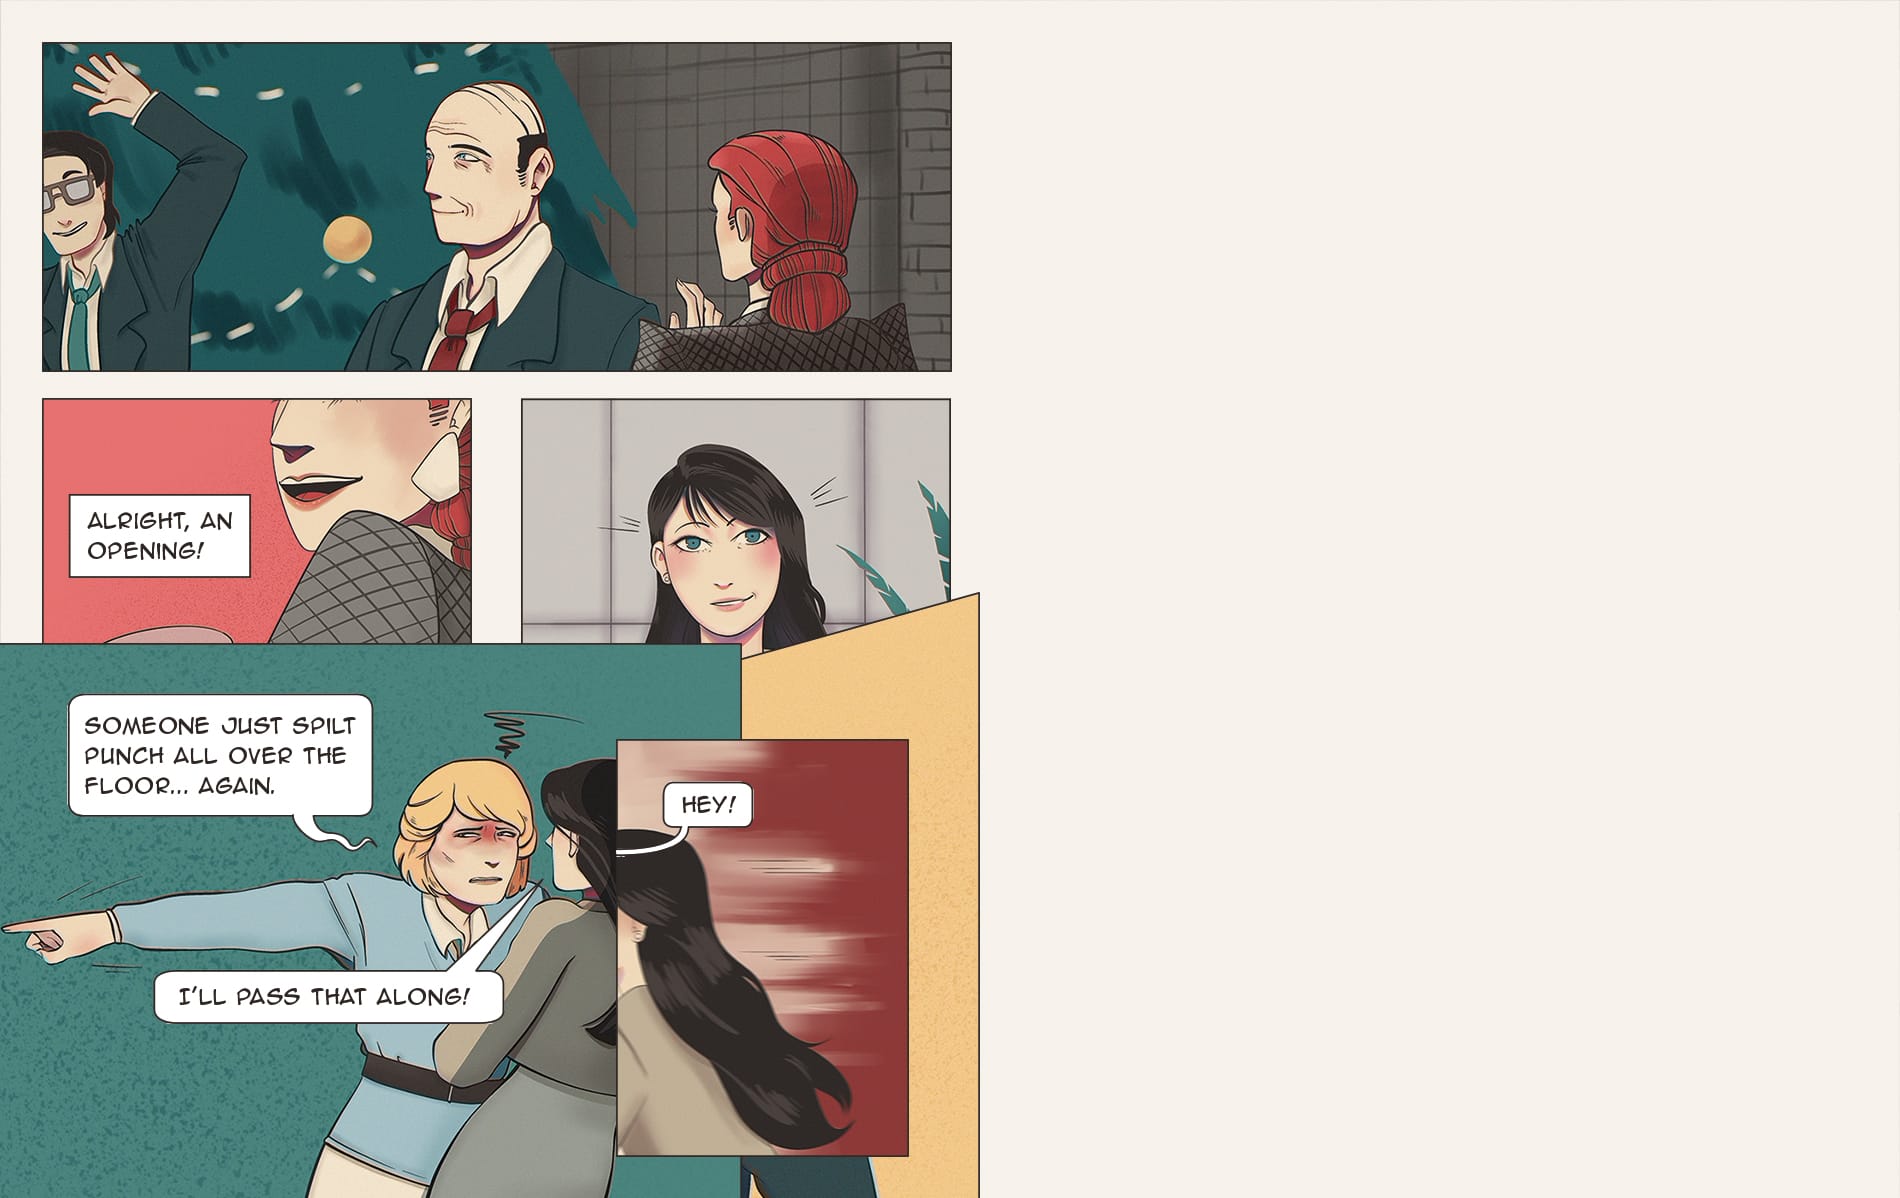 ALRIGHT, AN
OPENING!
SOMEONE JUST SPILT
PUNCH ALL OVER THE
FLOOR... AGAIN.
HEY!
I'LL PASS THAT ALONG!